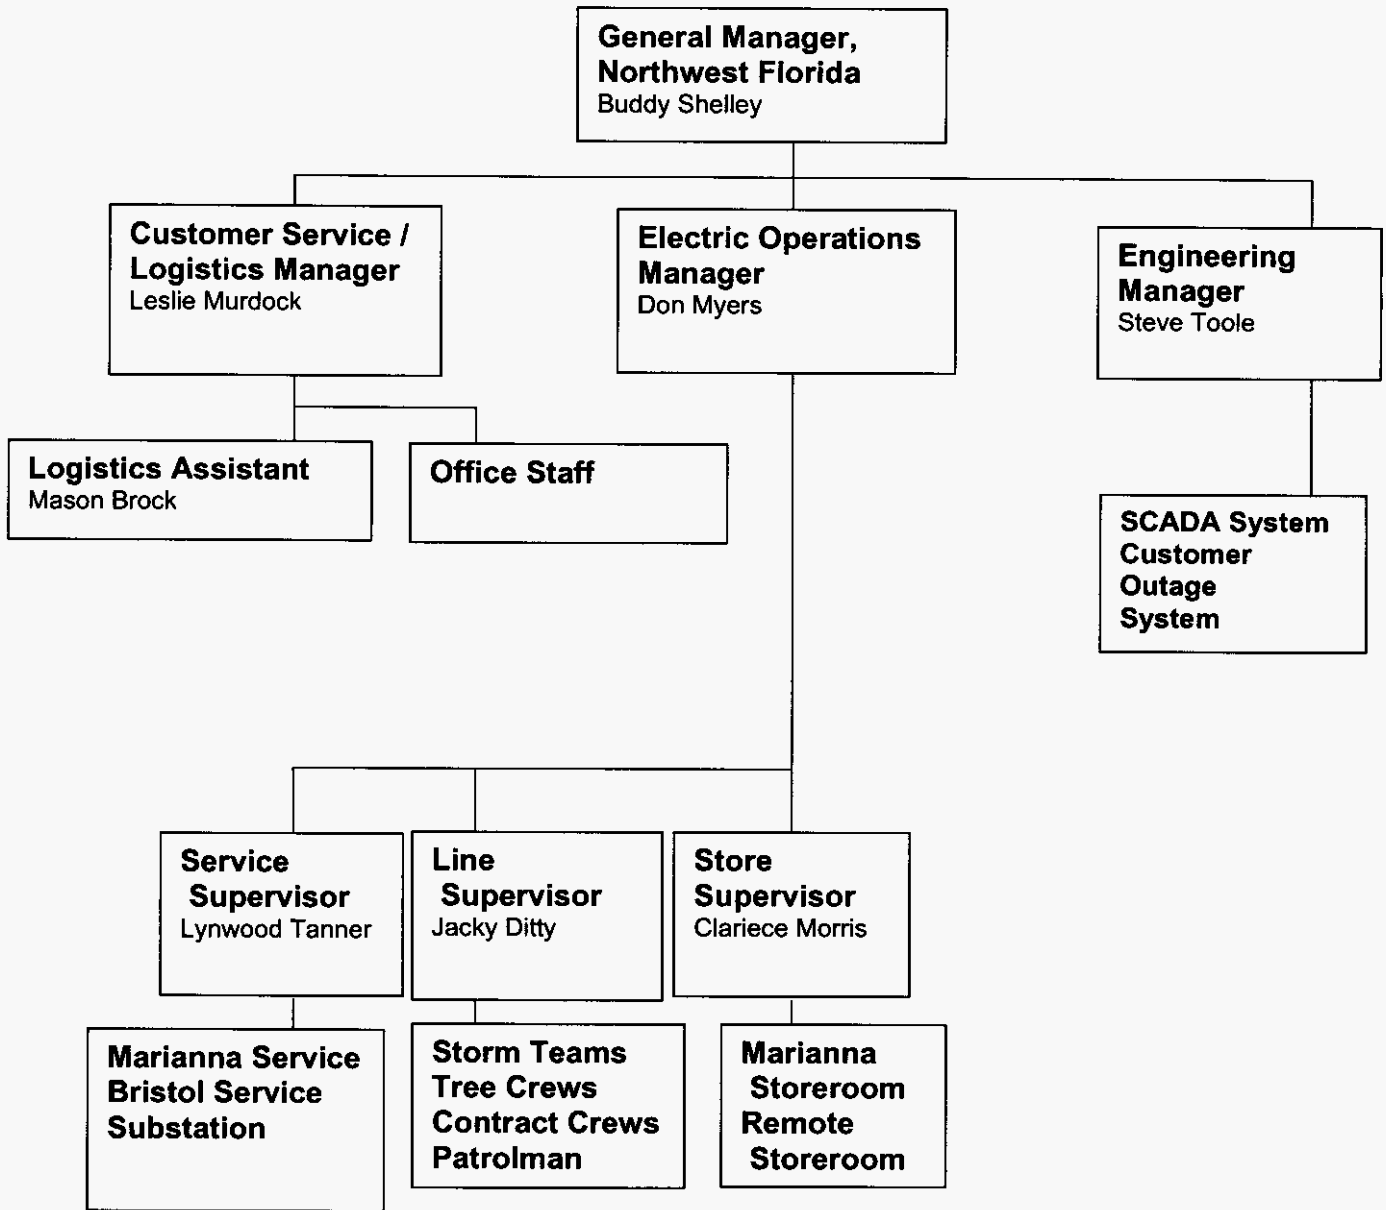 General Manager,
Northwest Florida
Buddy Shelley
Customer Service /
Logistics Manager
Leslie Murdock
Electric Operations
Manager
Don Myers
Engineering
Manager
Steve Toole
Logistics Assistant
Mason Brock
Office Staff
SCADA System
Customer
Outage
System
Service
Supervisor
Lynwood Tanner
Line
Supervisor
Jacky Ditty
Store
Supervisor
Clariece Morris
Marianna Service
Bristol Service
Substation
Storm Teams
Tree Crews
Contract Crews
Patrolman
Marianna
Storeroom
Remote
Storeroom